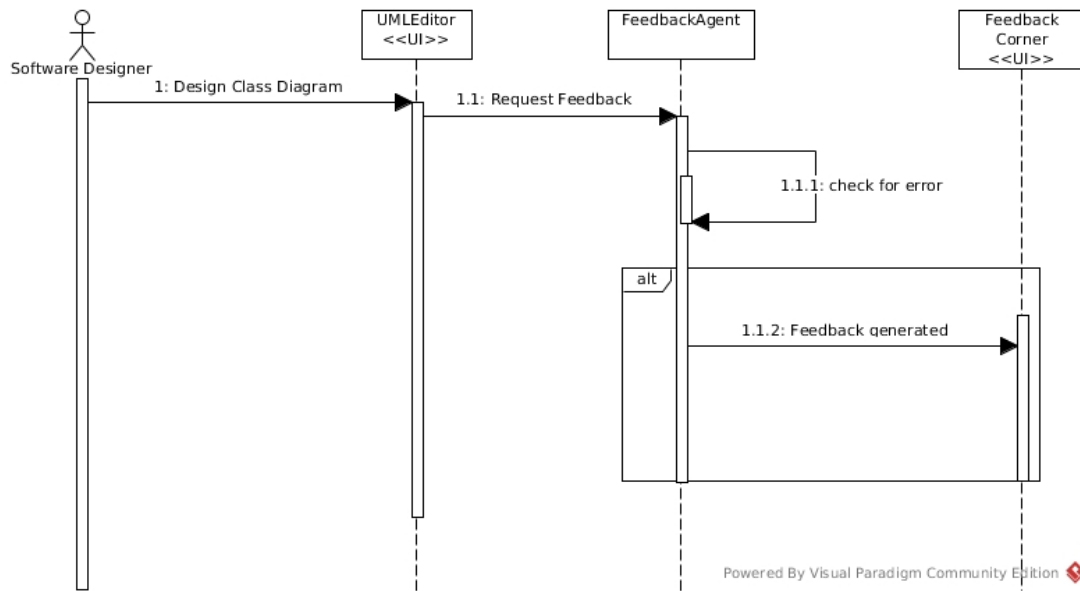 UMLEditor
<<UI>>
FeedbackAgent
Feedback
Corner
<<UI>>
Software Designer
1: Design Class Diagram
1.1: Request Feedback
1.1.1: check for error
alt
1.1.2: Feedback generated
Powered By Visual Paradigm Community Edition